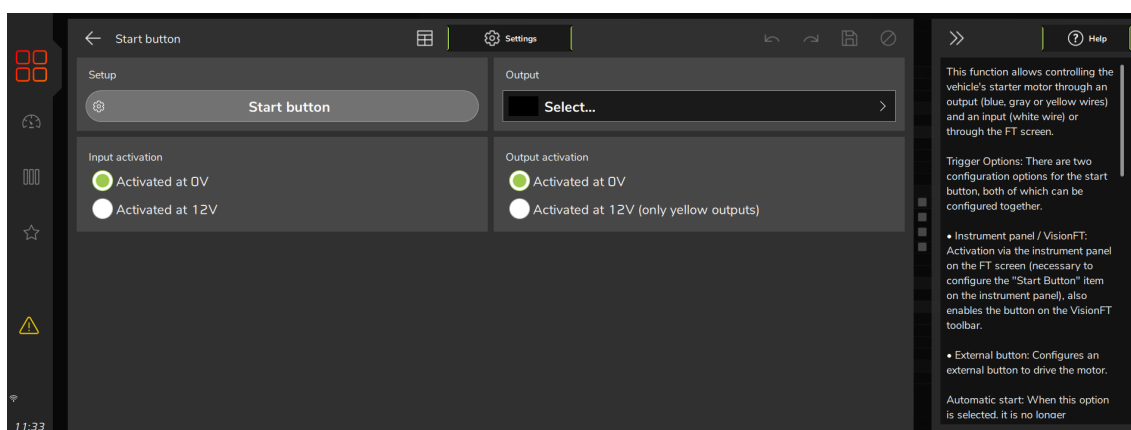 Start button
Settings
Help
Setup
Start button
Output
Select...
Input activation
Activated at 0V
Activated at 12V
Output activation
Activated at 0V
Activated at 12V (only yellow outputs)
This function allows controlling the
vehicle's starter motor through an
output (blue, gray or yellow wires)
and an input (white wire) or
through the FT screen.
Trigger Options: There are two
configuration options for the start
button, both of which can be
configured together.
• Instrument panel / VisionFT:
Activation via the instrument panel
on the FT screen (necessary to
configure the "Start Button" item
on the instrument panel), also
enables the button on the VisionFT
toolbar.
• External button: Configures an
external button to drive the motor.
Automatic start: When this option
is selected, it is no longer
11:33